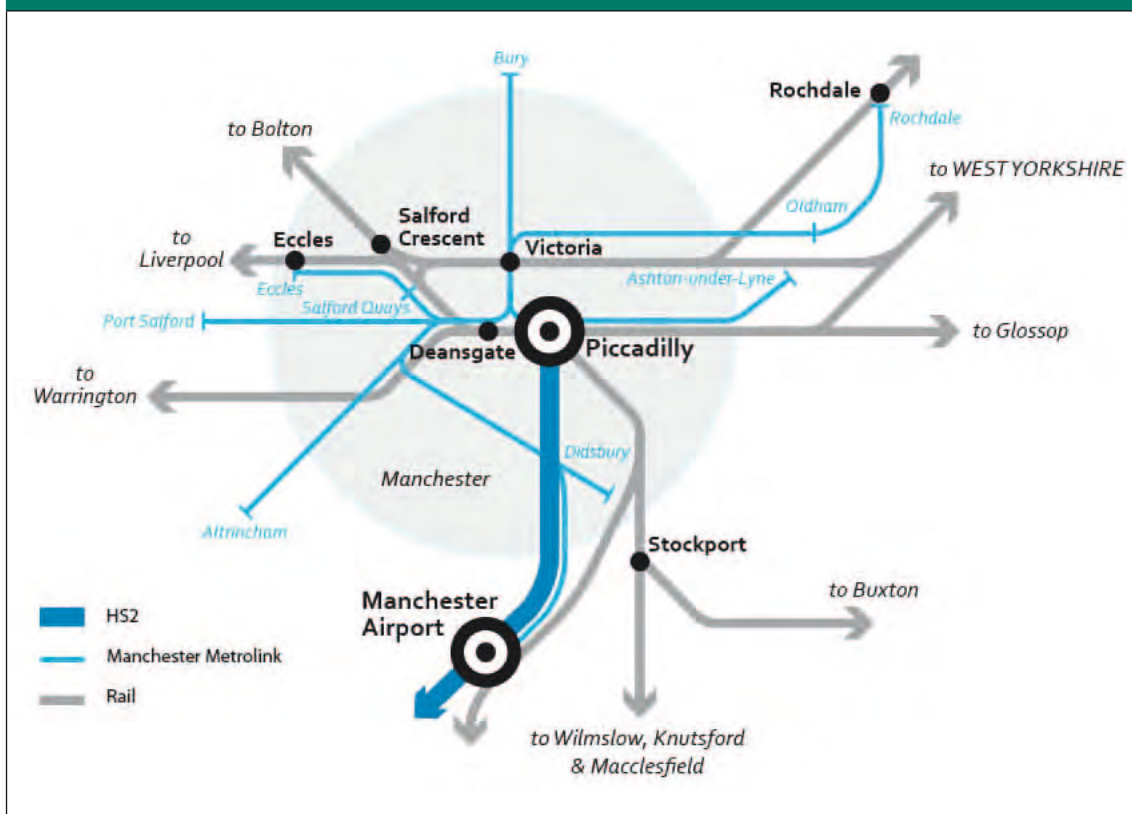 Bury
Rochdale
Rochdale
to Bolton
to WEST YORKSHIRE
Oldham
Salford
Crescent
to
Liverpool
Eccles
Victoria
Eccles
Salford Quays
Ashton-under-Lyne
Port Salford
Deansgate
Piccadilly
to Glossop
to
Warrington
Didsbury
Manchester
Altrincham
Stockport
to Buxton
Manchester
Airport
HS2
Manchester Metrolink
Rail
to Wilmslow, Knutsford
& Macclesfield